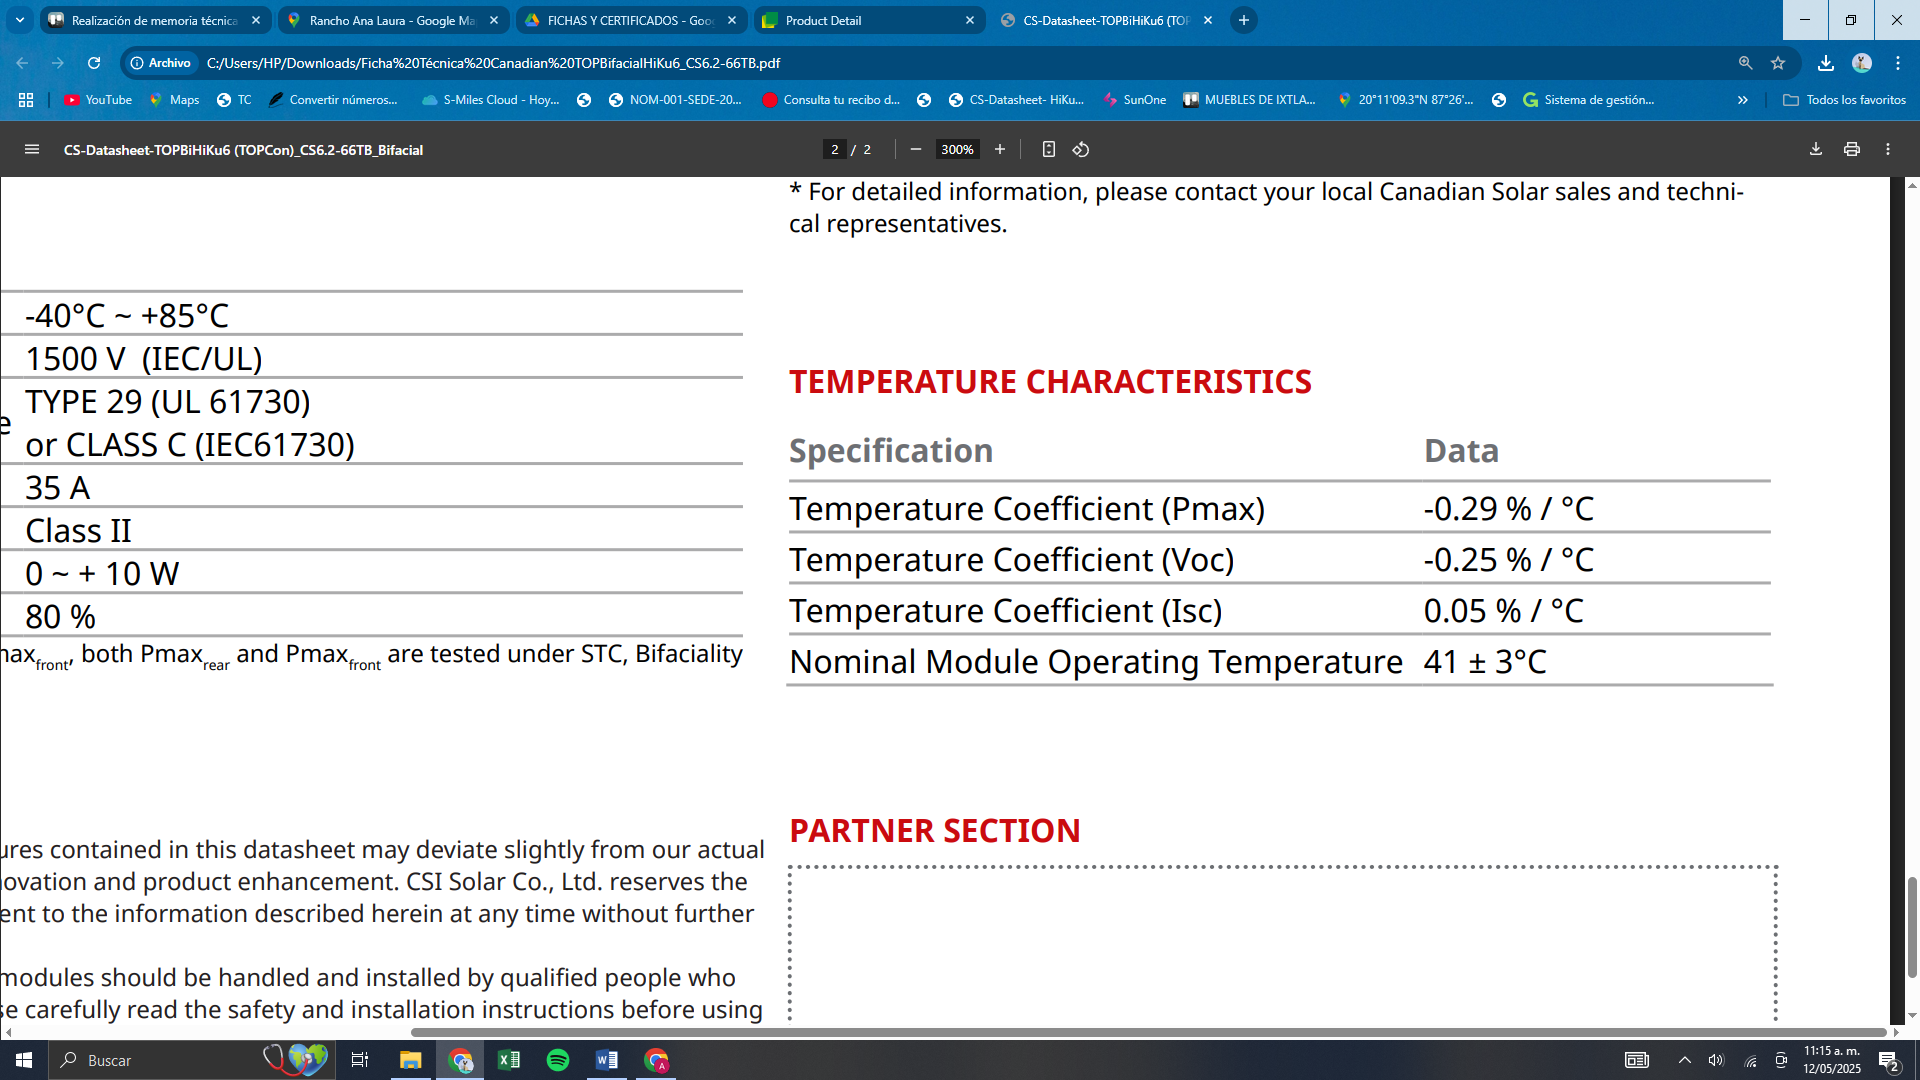 Realización de memoria técnica
Rancho Ana Laura - Google Ma
FICHAS Y CERTIFICADOS - Goo
Product Detail
CS-Datasheet-TOPBiHiKu6 (TOP
Archivo
C:/Users/HP/Downloads/Ficha%20Técnica%20Canadian%20TOPBifacialHiKu6_CS6.2-66TB.pdf
YouTube
Maps
TC
Convertir números...
S-Miles Cloud - Hoy...
NOM-001-SEDE-20...
Consulta tu recibo d...
CS-Datasheet- HiKu...
SunOne
MUEBLES DE IXTLA...
20°11'09.3"N 87°26'...
Sistema de gestión...
»
Todos los favoritos
CS-Datasheet-TOPBiHiKu6 (TOPCon)_CS6.2-66TB_Bifacial
2 / 2
300%
* For detailed information, please contact your local Canadian Solar sales and techni-
cal representatives.
-40°C ~ +85°C
1500 V (IEC/UL)
TYPE 29 (UL 61730)
e
or CLASS C (IEC61730)
35 A
Class II
0 ~ + 10 W
80 %
maxfront, both Pmaxrear and Pmaxfront are tested under STC, Bifaciality
TEMPERATURE CHARACTERISTICS
Specification Data
Temperature Coefficient (Pmax) -0.29 % / °C
Temperature Coefficient (Voc) -0.25 % / °C
Temperature Coefficient (Isc) 0.05 % / °C
Nominal Module Operating Temperature 41 ± 3°C
ures contained in this datasheet may deviate slightly from our actual
ovation and product enhancement. CSI Solar Co., Ltd. reserves the
ent to the information described herein at any time without further
modules should be handled and installed by qualified people who
se carefully read the safety and installation instructions before using
PARTNER SECTION
Buscar
11:15 a. m.
12/05/2025
2